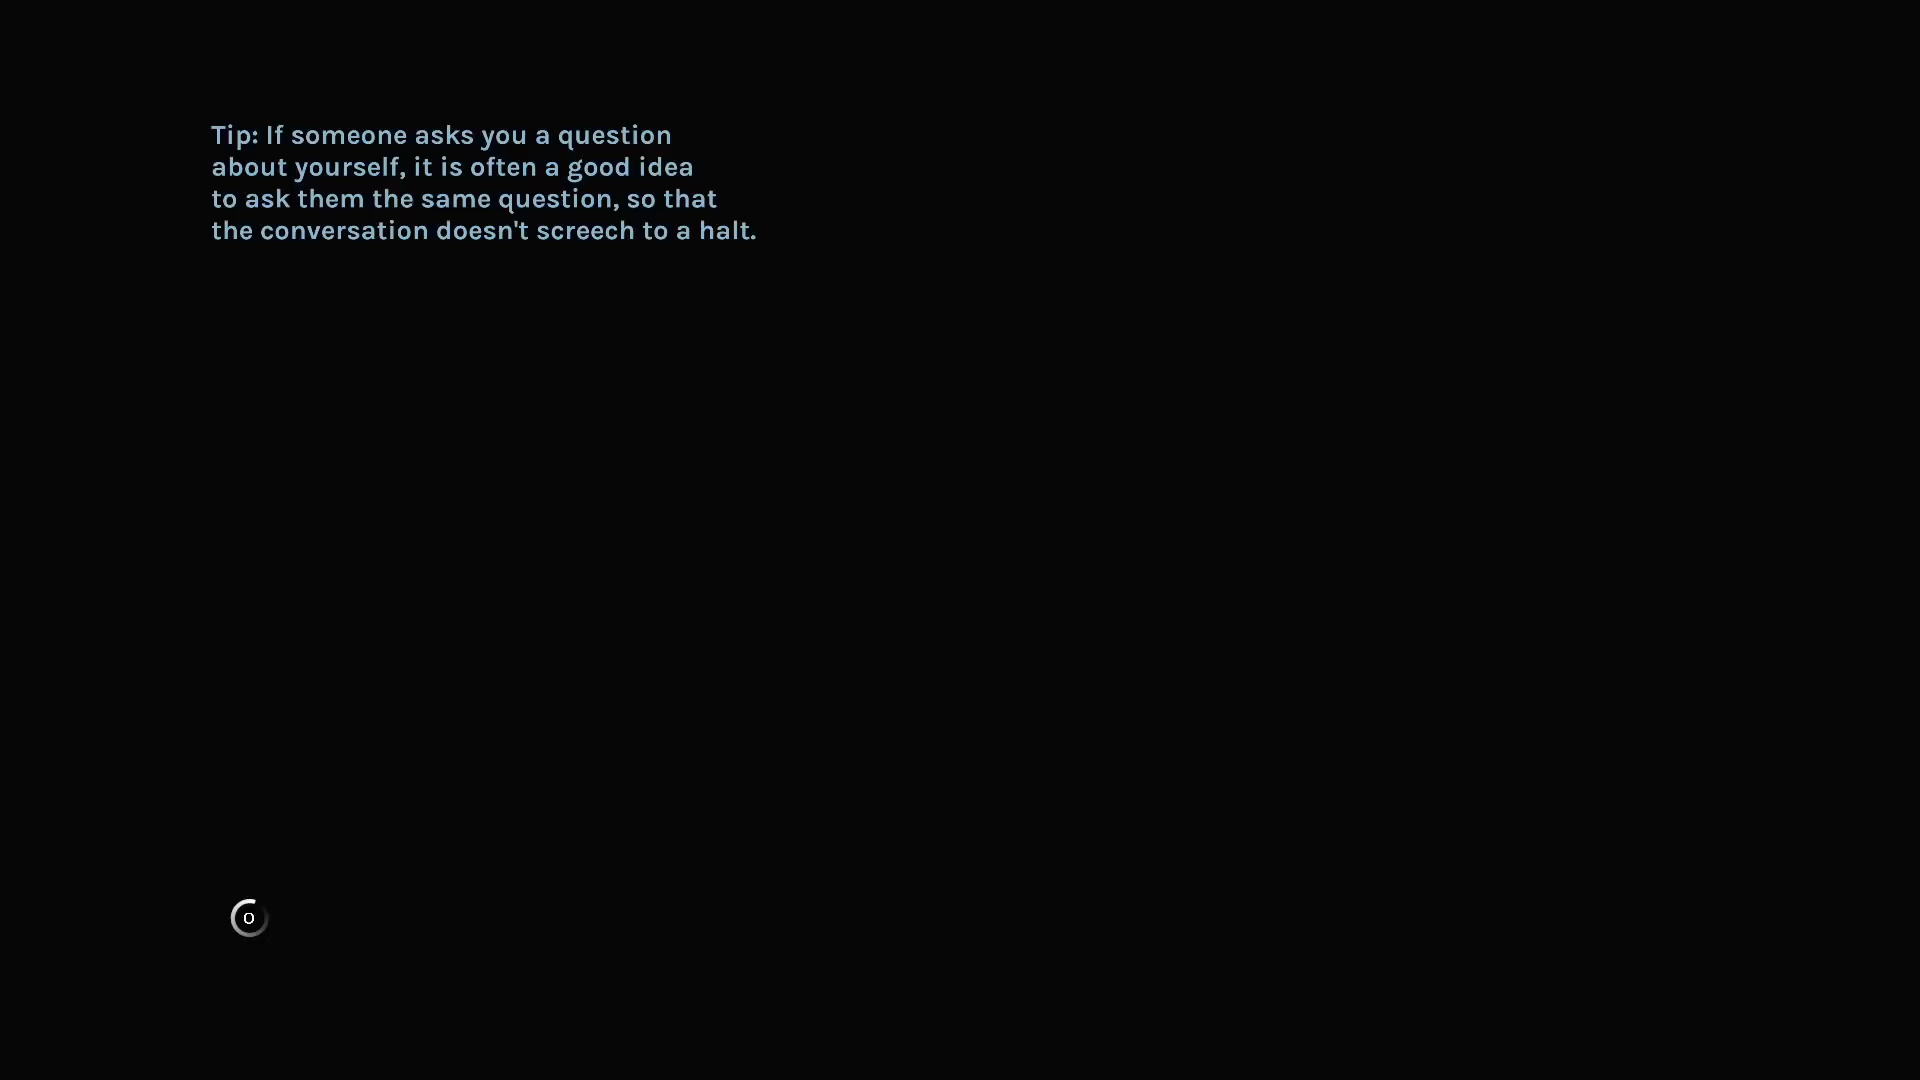 Tip: If someone asks you a question
about yourself, it is often a good idea
to ask them the same question, so that
the conversation doesn't screech to a halt.
0